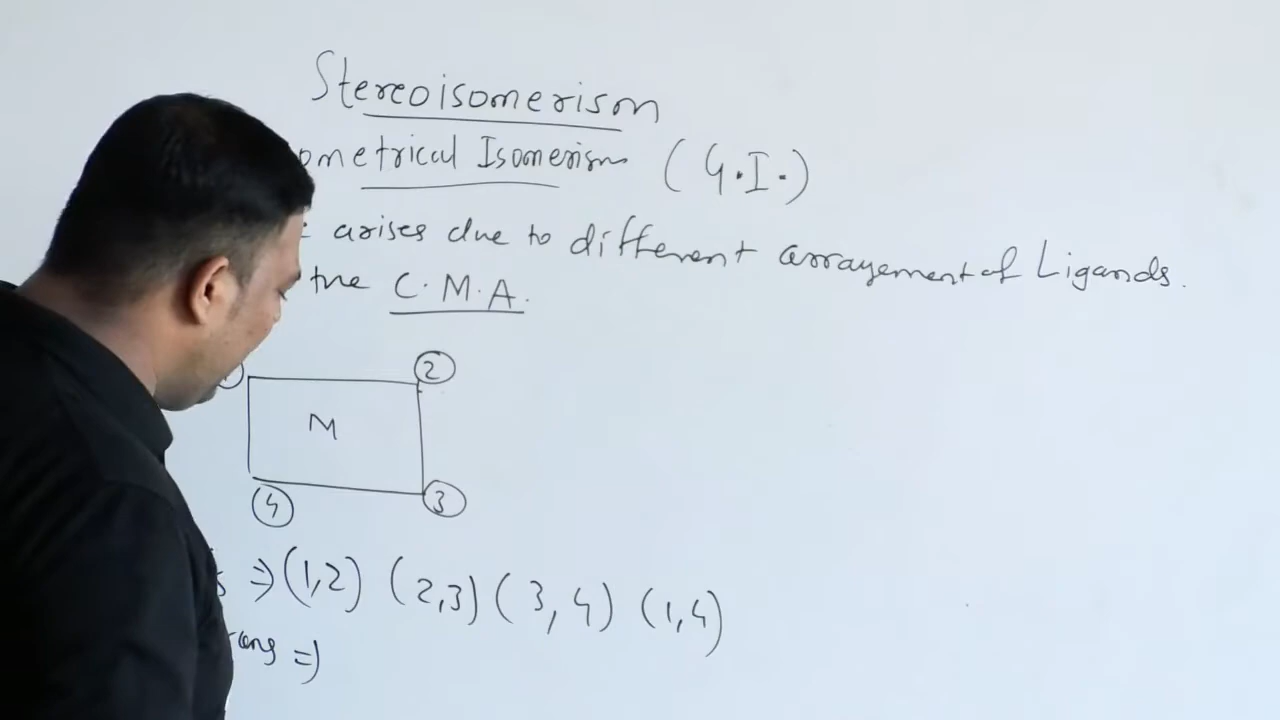 Stereoisomerism
ometrical Isomerism (G.I.)
: arises due to different arrayement of Ligands.
the C.M.A.
2
M
4
3
s ⇒ (1,2) (2,3) (3,4) (1,4)
rans ⇒